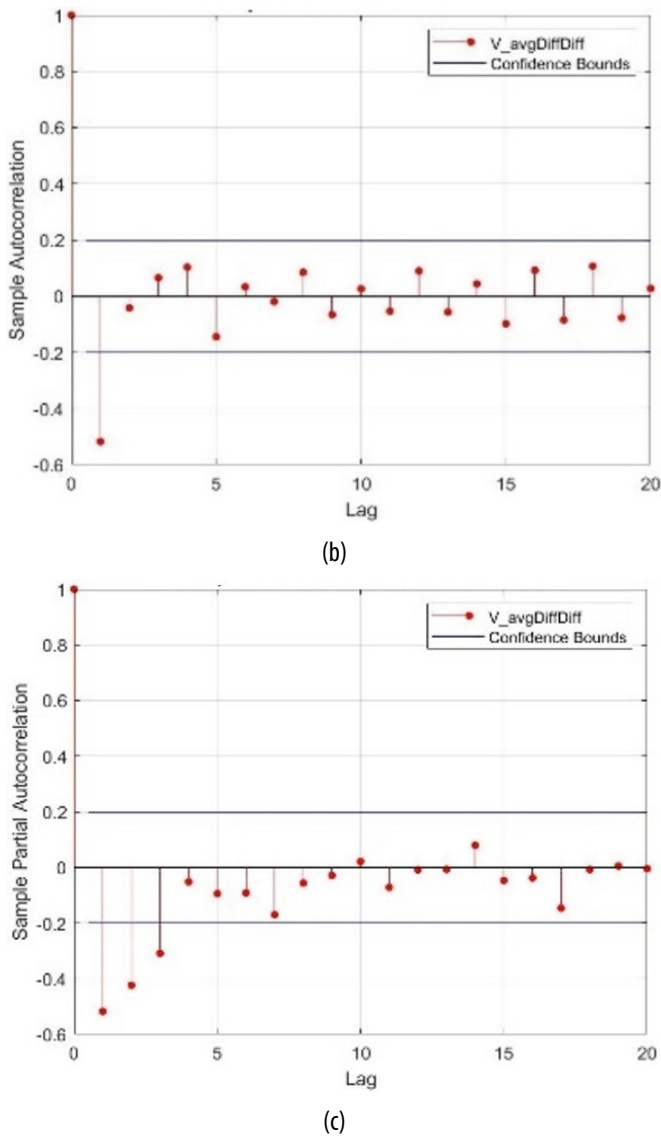 1
V_avgDiffDiff
Confidence Bounds
0.8
0.6
0.4
0.2
0
-0.2
-0.4
-0.6
Sample Autocorrelation
0 5 10 15 20
Lag
(b)
1
V_avgDiffDiff
Confidence Bounds
0.8
0.6
0.4
0.2
0
-0.2
-0.4
-0.6
Sample Partial Autocorrelation
0 5 10 15 20
Lag
(c)